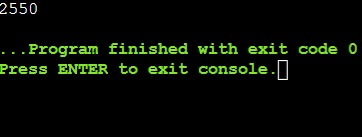 2550
...Program finished with exit code 0
Press ENTER to exit console.